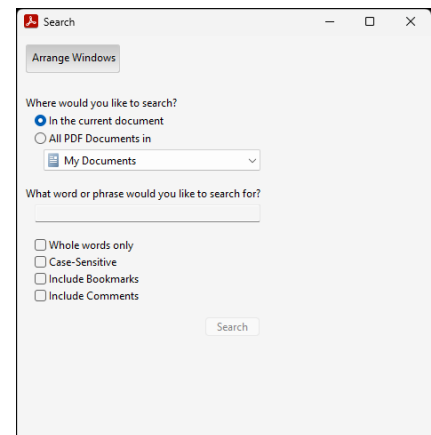 Search
Arrange Windows
Where would you like to search?
In the current document
All PDF Documents in
My Documents
What word or phrase would you like to search for?
Whole words only
Case-Sensitive
Include Bookmarks
Include Comments
Search